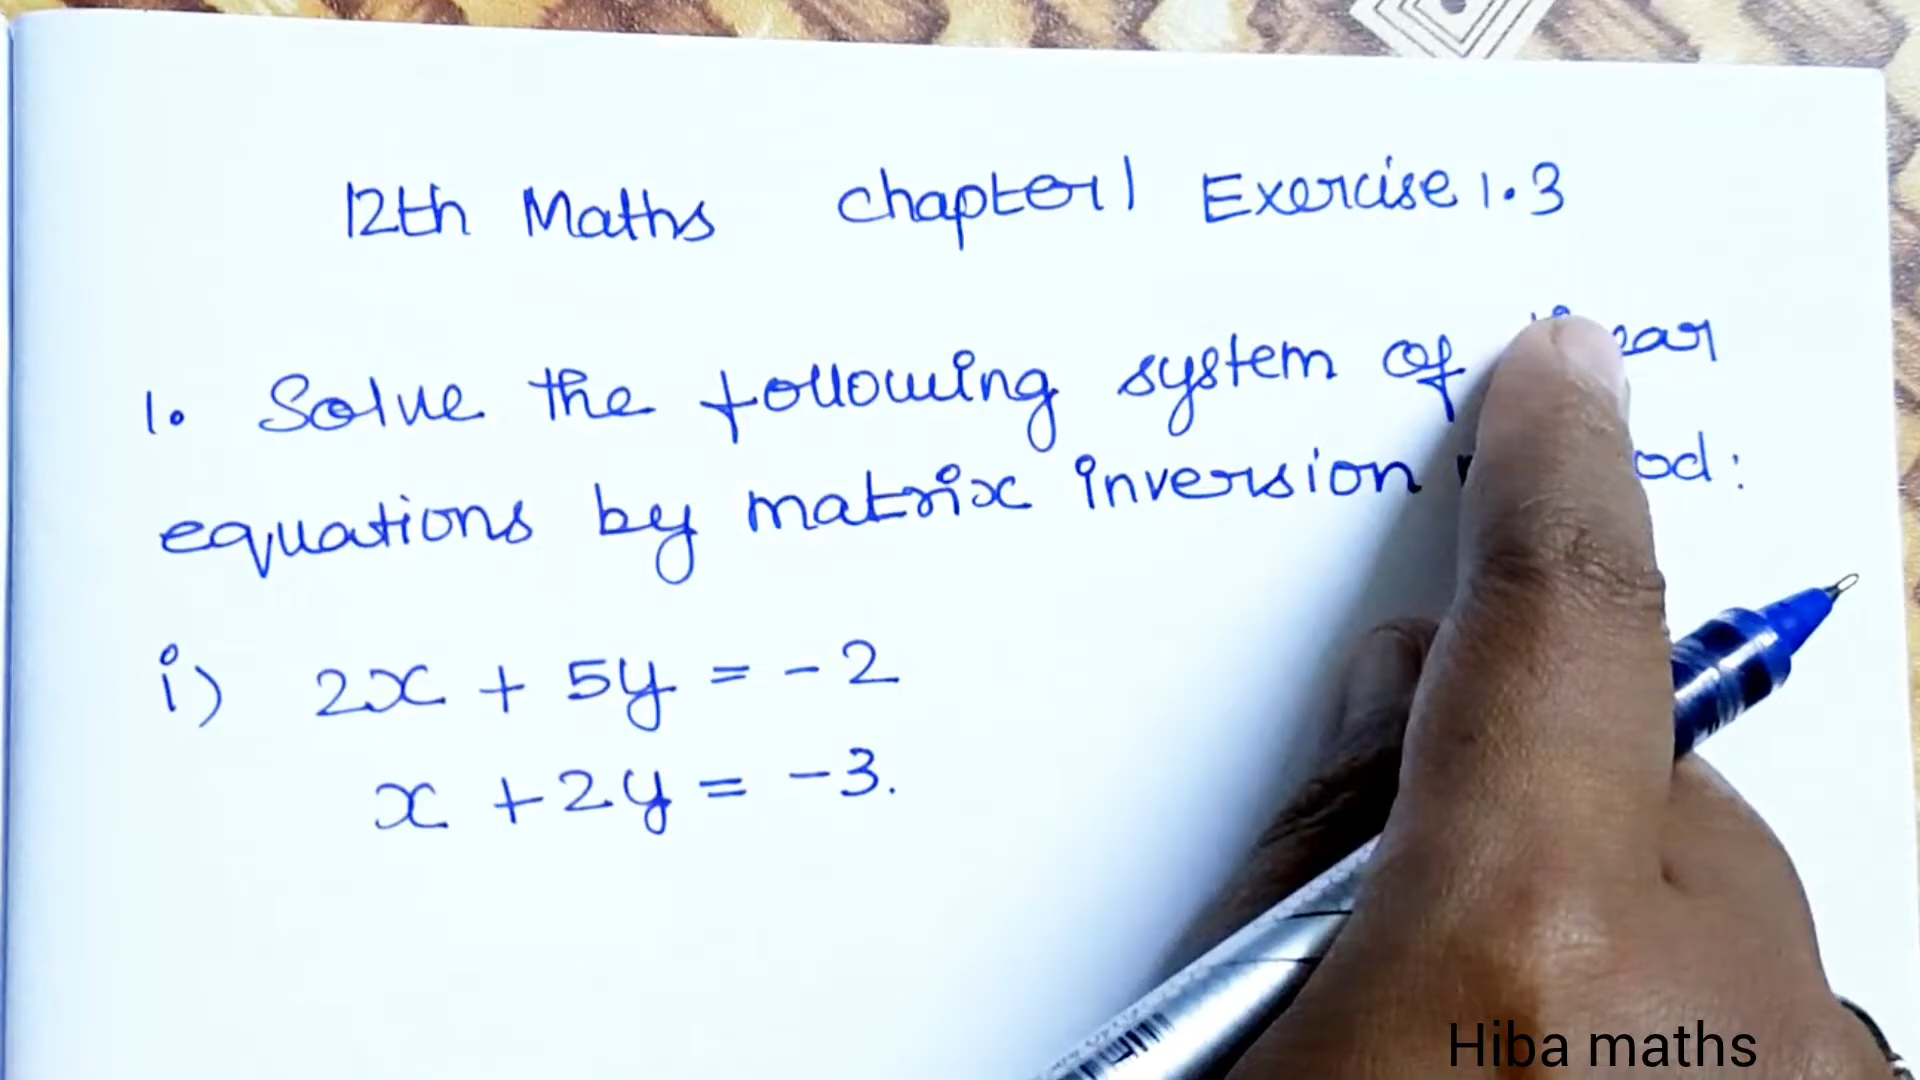 12th Maths chapter 1 Exercise 1.3
1. Solve the following system of
equations by matrix inversion
i) 2x + 5y = -2
x + 2y = -3.
Hiba maths